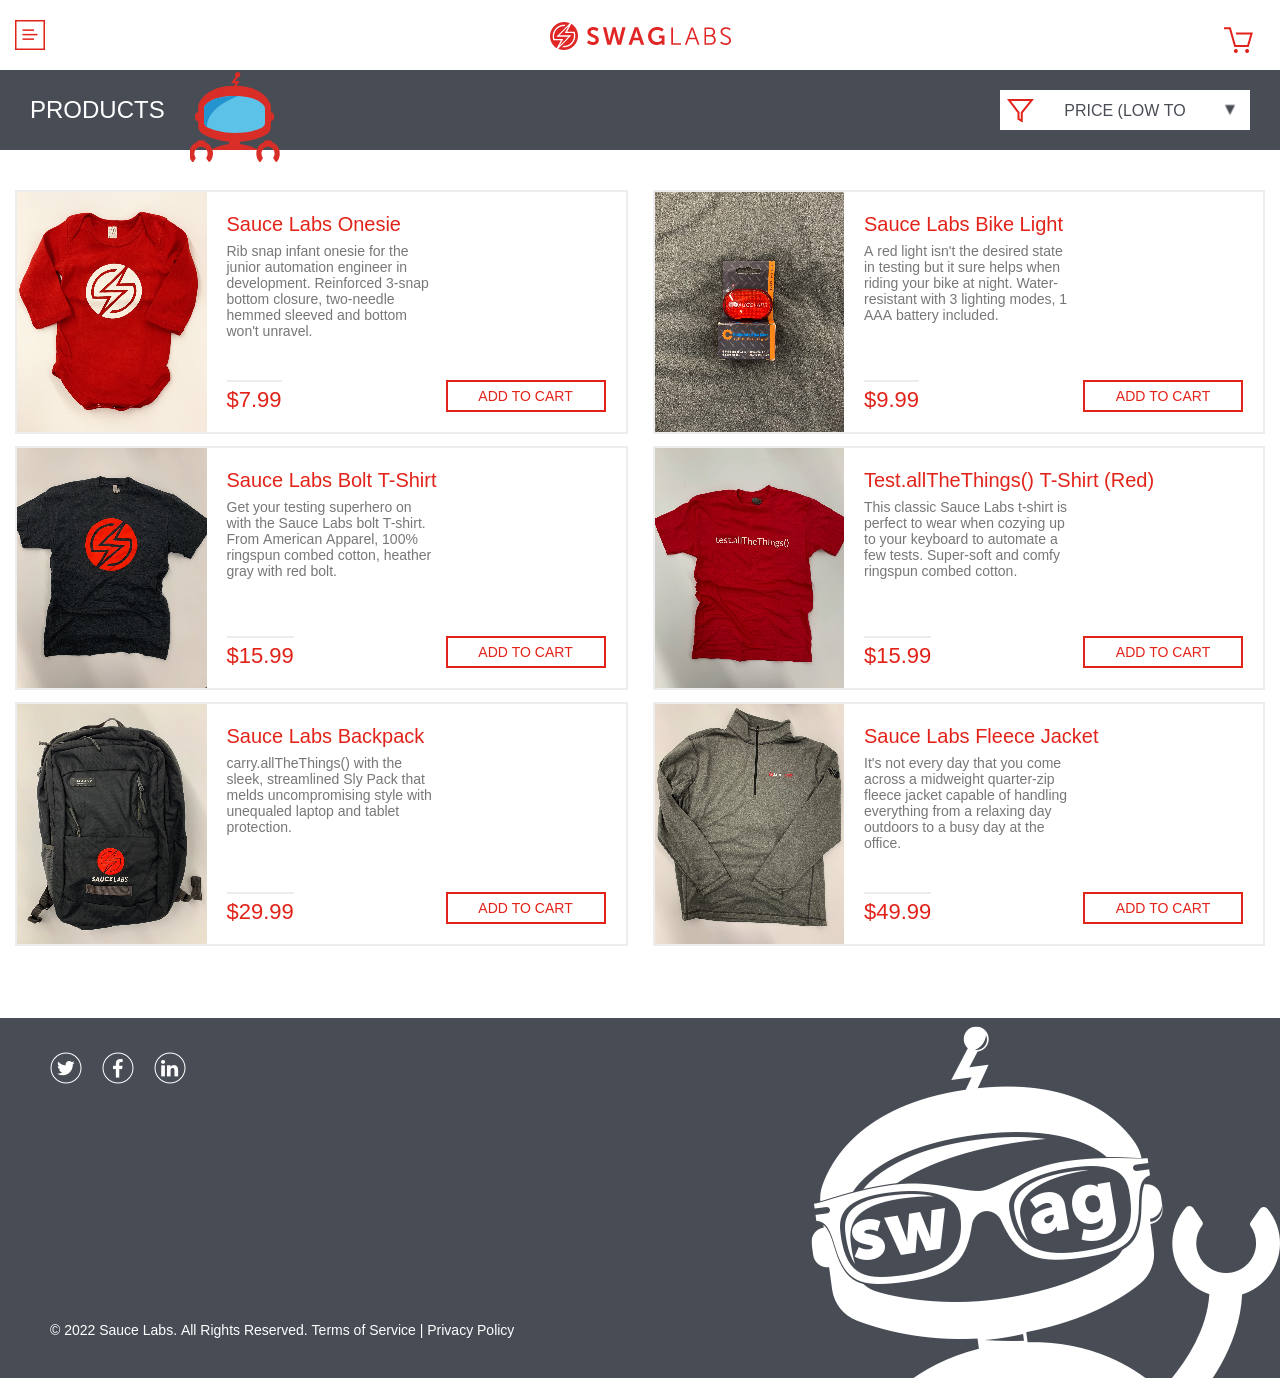 SWAGLABS
PRODUCTS
PRICE (LOW TO
Sauce Labs Onesie
Rib snap infant onesie for the
junior automation engineer in
development. Reinforced 3-snap
bottom closure, two-needle
hemmed sleeved and bottom
won't unravel.
$7.99
ADD TO CART
Sauce Labs Bike Light
A red light isn't the desired state
in testing but it sure helps when
riding your bike at night. Water-
resistant with 3 lighting modes, 1
AAA battery included.
$9.99
ADD TO CART
Sauce Labs Bolt T-Shirt
Get your testing superhero on
with the Sauce Labs bolt T-shirt.
From American Apparel, 100%
ringspun combed cotton, heather
gray with red bolt.
$15.99
ADD TO CART
test.allTheThings()
Test.allTheThings() T-Shirt (Red)
This classic Sauce Labs t-shirt is
perfect to wear when cozying up
to your keyboard to automate a
few tests. Super-soft and comfy
ringspun combed cotton.
$15.99
ADD TO CART
SAUCELABS
Sauce Labs Backpack
carry.allTheThings() with the
sleek, streamlined Sly Pack that
melds uncompromising style with
unequaled laptop and tablet
protection.
$29.99
ADD TO CART
Sauce Labs Fleece Jacket
It's not every day that you come
across a midweight quarter-zip
fleece jacket capable of handling
everything from a relaxing day
outdoors to a busy day at the
office.
$49.99
ADD TO CART
sw ag
© 2022 Sauce Labs. All Rights Reserved. Terms of Service | Privacy Policy